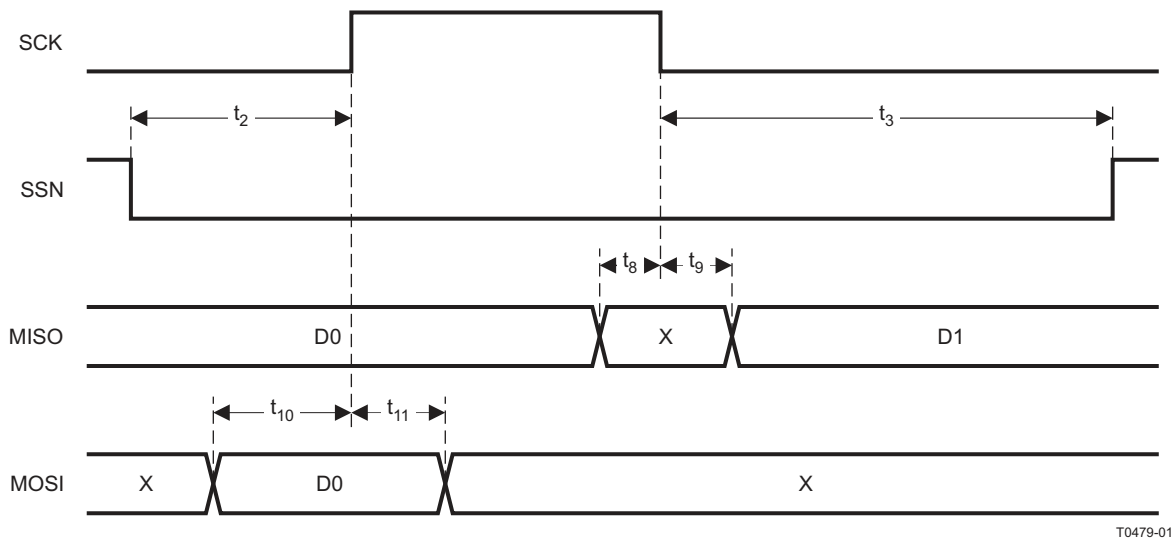 SCK
t2
t3
SSN
t8
t9
MISO
D0
X
D1
t10
t11
MOSI
X
D0
X
T0479-01